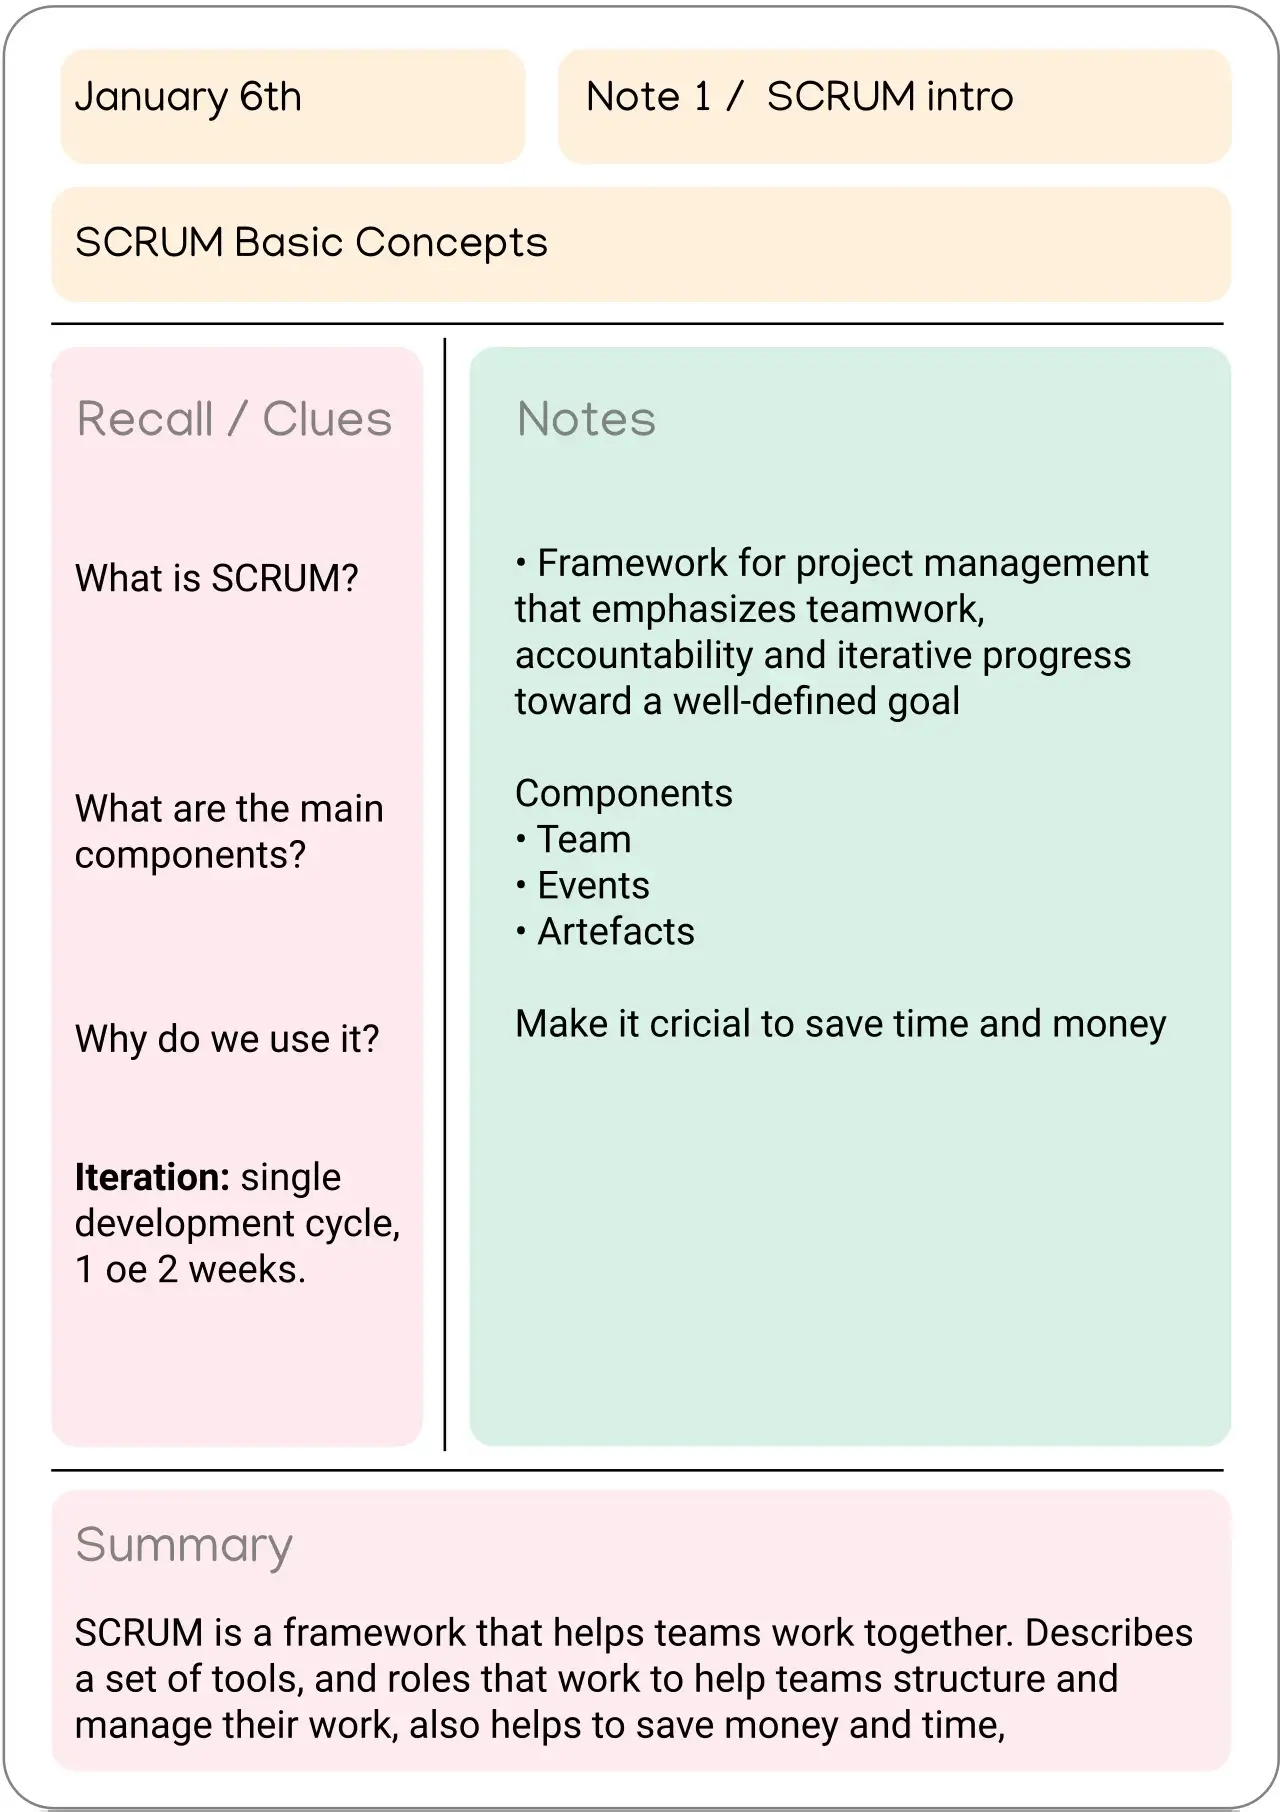 January 6th
Note 1 / SCRUM intro
SCRUM Basic Concepts
Recall / Clues
What is SCRUM?
What are the main
components?
Why do we use it?
Iteration: single
development cycle,
1 oe 2 weeks.
Notes
• Framework for project management
that emphasizes teamwork,
accountability and iterative progress
toward a well-defined goal
Components
• Team
• Events
• Artefacts
Make it cricial to save time and money
Summary
SCRUM is a framework that helps teams work together. Describes
a set of tools, and roles that work to help teams structure and
manage their work, also helps to save money and time,